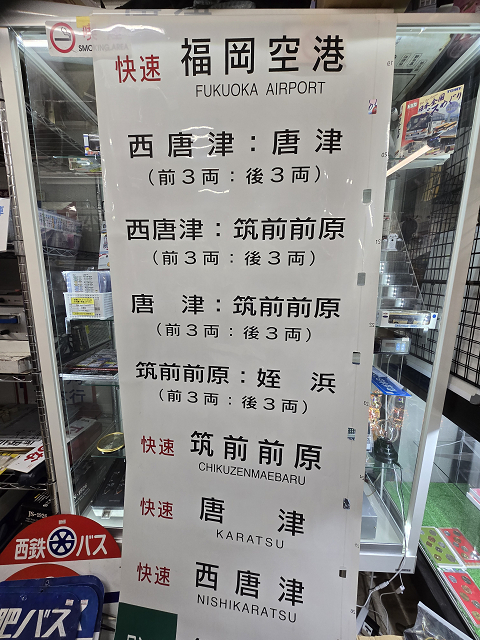 快速 福岡空港
FUKUOKA AIRPORT
西唐津：唐津
（前３両：後３両）
西唐津：筑前前原
（前３両：後３両）
唐津：筑前前原
（前３両：後３両）
筑前前原：姪浜
（前３両：後３両）
快速 筑前前原
CHIKUZENMAEBARU
快速 唐津
KARATSU
快速 西唐津
NISHIKARATSU
西鉄バス
肥バス